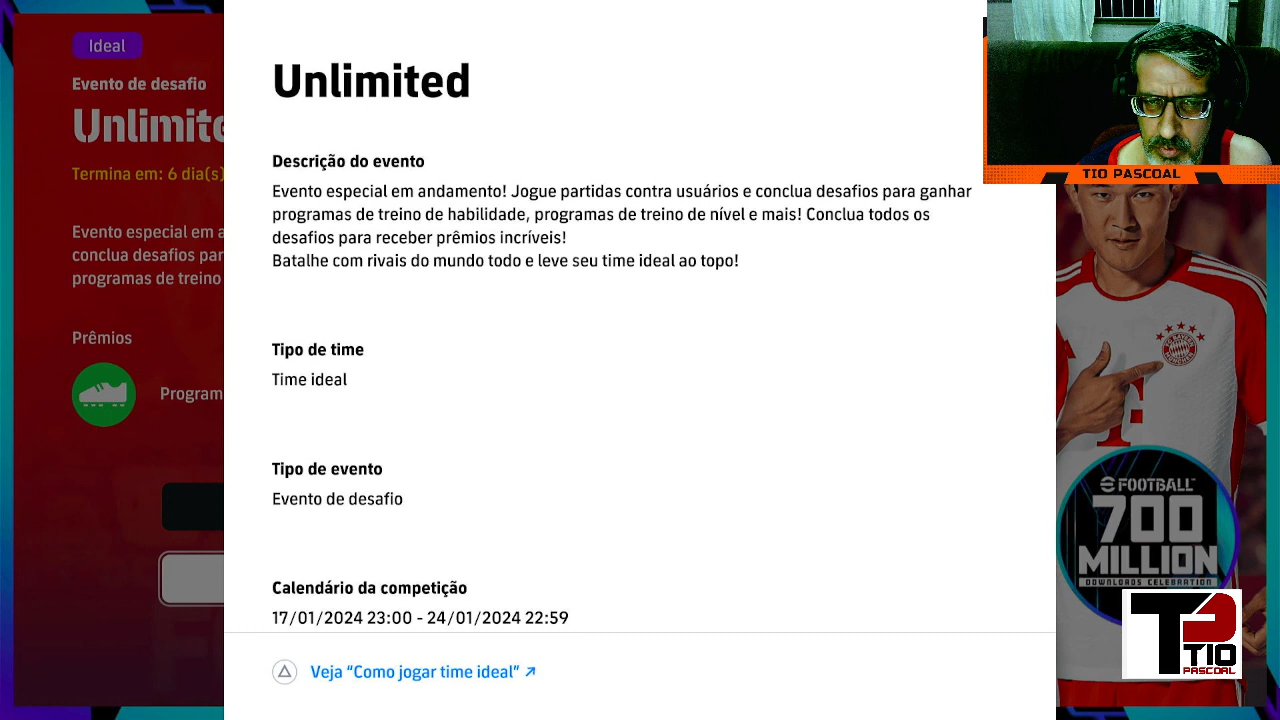 Ideal
Evento de desafio
Unlimite
Termina em: 6 dia(s)
Evento especial em a
conclua desafios par
programas de treino
Prêmios
Program
Unlimited
Descrição do evento
Evento especial em andamento! Jogue partidas contra usuários e conclua desafios para ganhar
programas de treino de habilidade, programas de treino de nível e mais! Conclua todos os
desafios para receber prêmios incríveis!
Batalhe com rivais do mundo todo e leve seu time ideal ao topo!
Tipo de time
Time ideal
Tipo de evento
Evento de desafio
Calendário da competição
17/01/2024 23:00 - 24/01/2024 22:59
Veja “Como jogar time ideal” ↗
TIO PASCOAL
EFOOTBALL™
700
MILLION
DOWNLOADS CELEBRATION
TP
TIO
PASCOAL